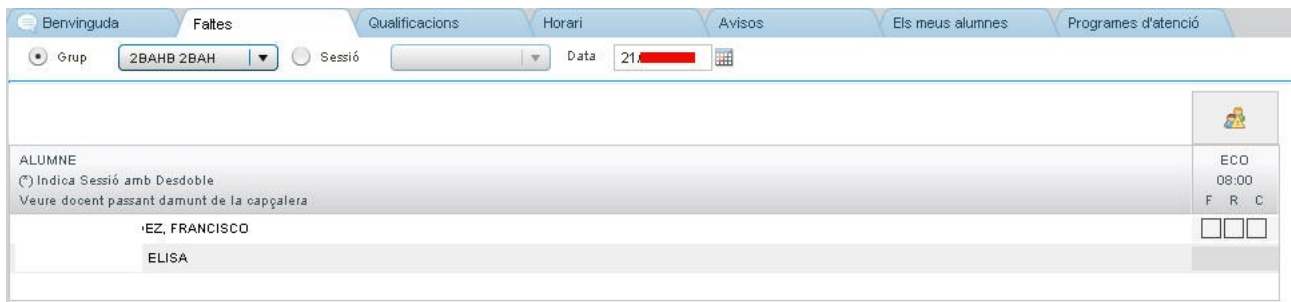 Benvinguda Faltes Qualificacions Horari Avisos Els meus alumnes Programes d'atenció
Grup 2BAHB 2BAH Sessió Data 21/
ALUMNE
(*) Indica Sessió amb Desdoble
Veure docent passant damunt de la capçalera
ECO
08:00
F R C
EZ, FRANCISCO
ELISA